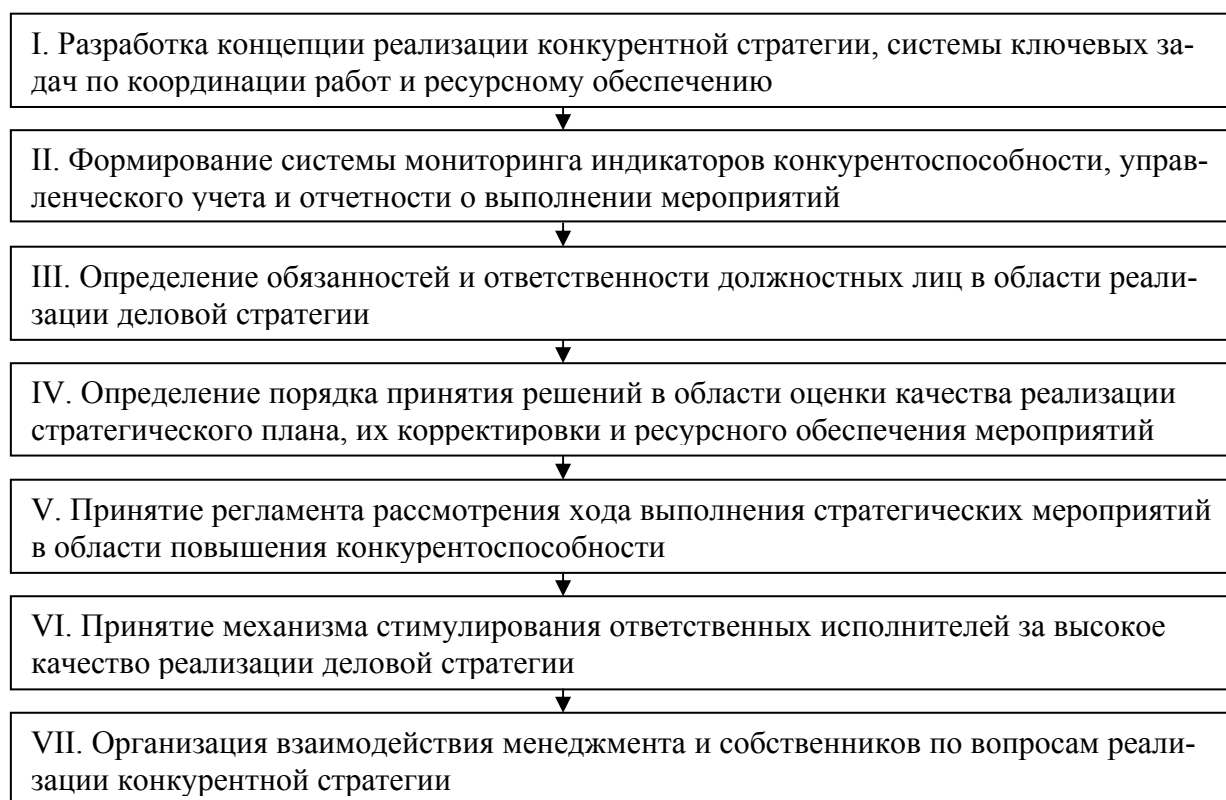 I. Разработка концепции реализации конкурентной стратегии, системы ключевых за-
дач по координации работ и ресурсному обеспечению
II. Формирование системы мониторинга индикаторов конкурентоспособности, управ-
ленческого учета и отчетности о выполнении мероприятий
III. Определение обязанностей и ответственности должностных лиц в области реали-
зации деловой стратегии
IV. Определение порядка принятия решений в области оценки качества реализации
стратегического плана, их корректировки и ресурсного обеспечения мероприятий
V. Принятие регламента рассмотрения хода выполнения стратегических мероприятий
в области повышения конкурентоспособности
VI. Принятие механизма стимулирования ответственных исполнителей за высокое
качество реализации деловой стратегии
VII. Организация взаимодействия менеджмента и собственников по вопросам реали-
зации конкурентной стратегии